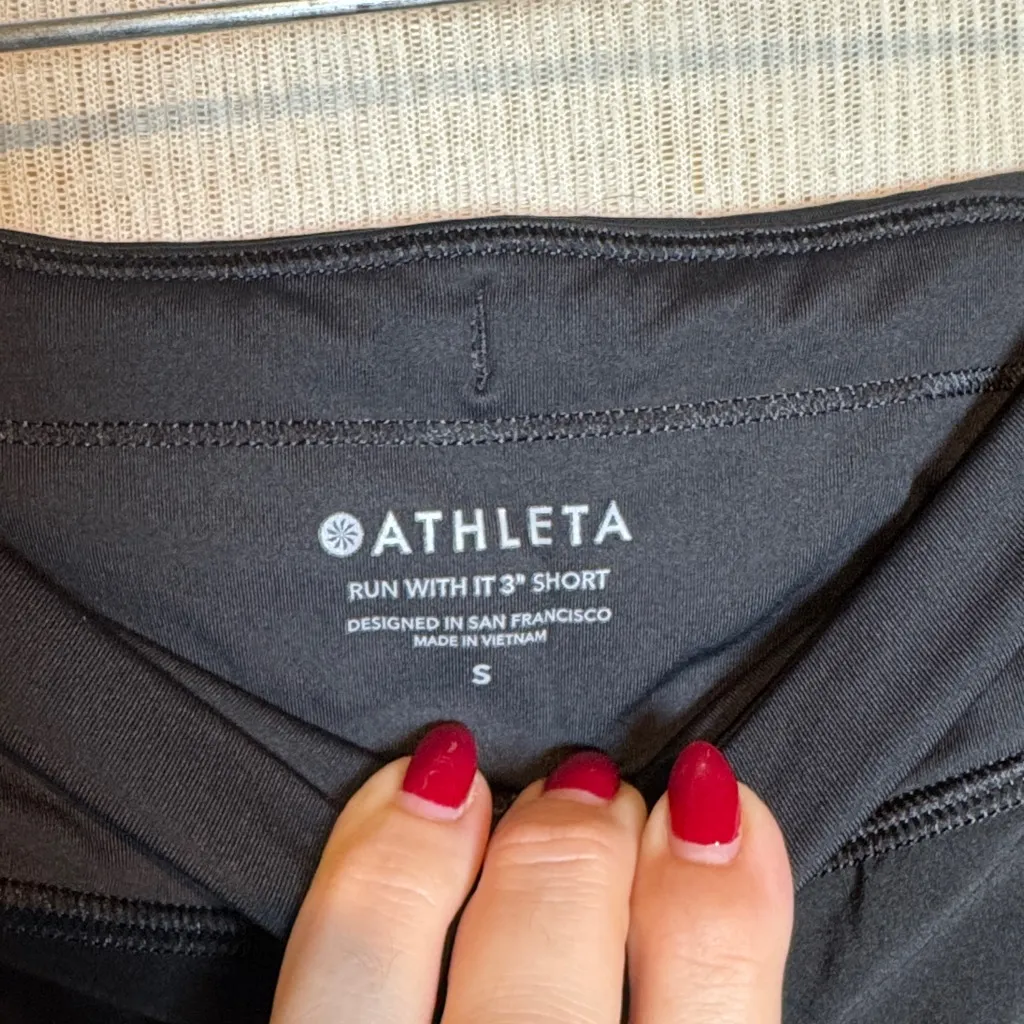 ATHLETA
RUN WITH IT 3" SHORT
DESIGNED IN SAN FRANCISCO
MADE IN VIETNAM
S